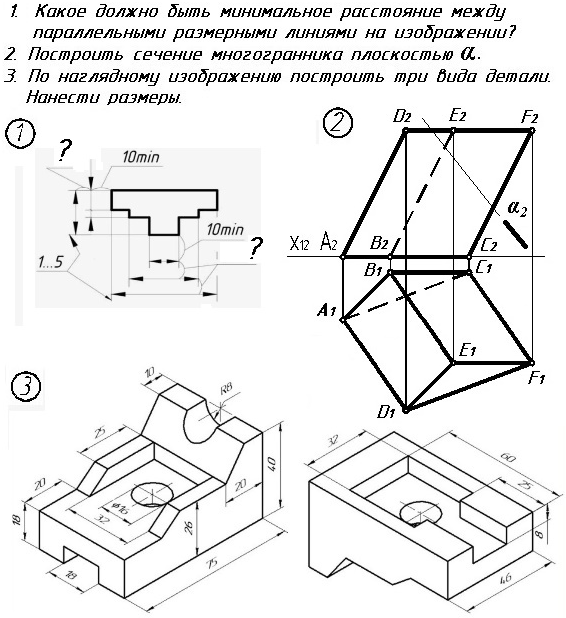 1. Какое должно быть минимальное расстояние между
параллельными размерными линиями на изображении?
2. Построить сечение многогранника плоскостью α.
3. По наглядному изображению построить три вида детали.
Нанести размеры.
1
?
10min
10min
?
1...5
2
D2 E2 F2
α2
X12 A2 B2 C2
B1 C1
A1
E1 F1
D1
3
10
R8
25
20
40
20
18
Ø16
32
26
18
75
32
60
25
8
46